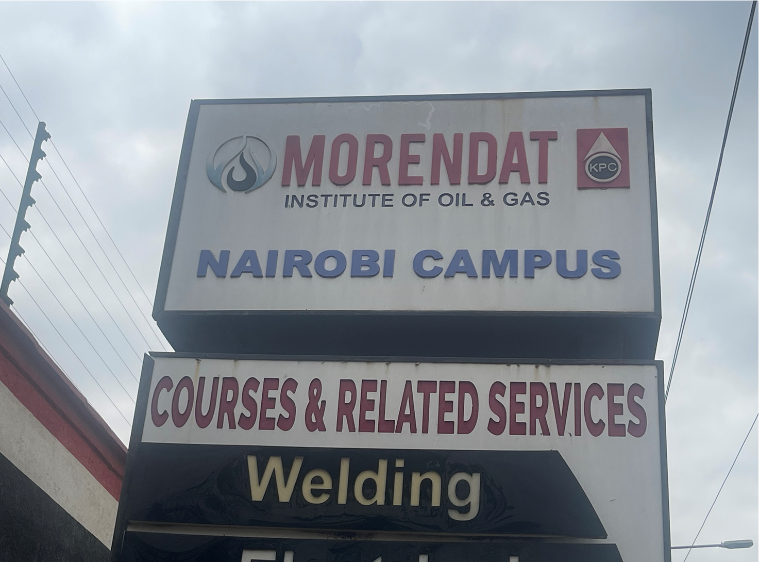 MORENDAT
KPC
INSTITUTE OF OIL & GAS
NAIROBI CAMPUS
COURSES & RELATED SERVICES
Welding